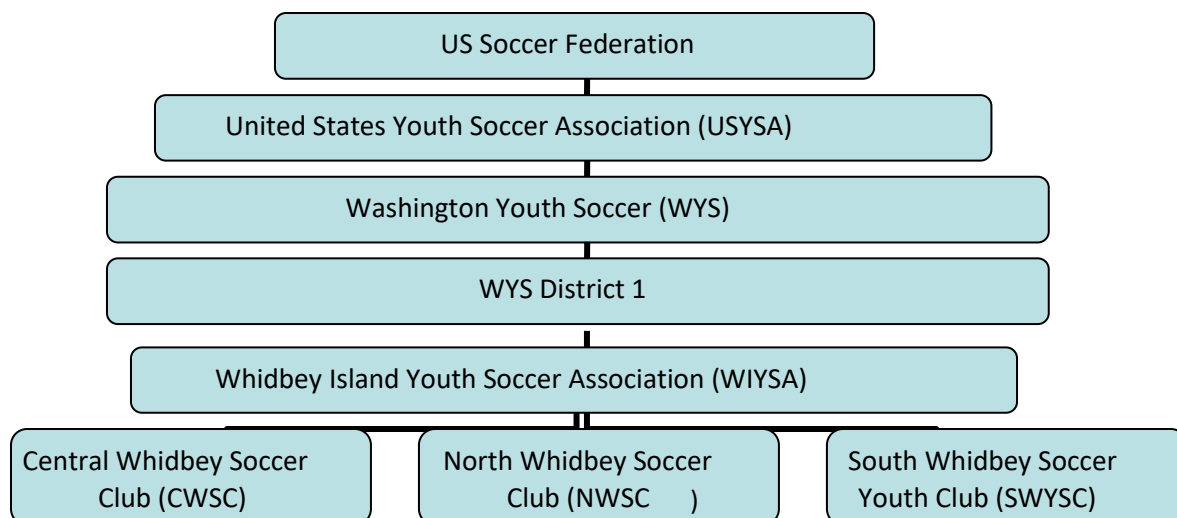 US Soccer Federation
United States Youth Soccer Association (USYSA)
Washington Youth Soccer (WYS)
WYS District 1
Whidbey Island Youth Soccer Association (WIYSA)
Central Whidbey Soccer
Club (CWSC)
North Whidbey Soccer
Club (NWSC )
South Whidbey Soccer
Youth Club (SWYSC)